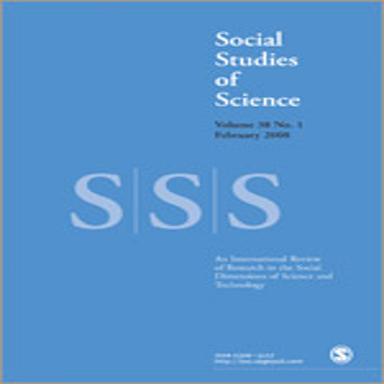 Social
Studies
of
Science
Volume 38 No. 1
February 2008
S|S|S
An International Review
of Research in the Social
Dimensions of Science and
Technology
S